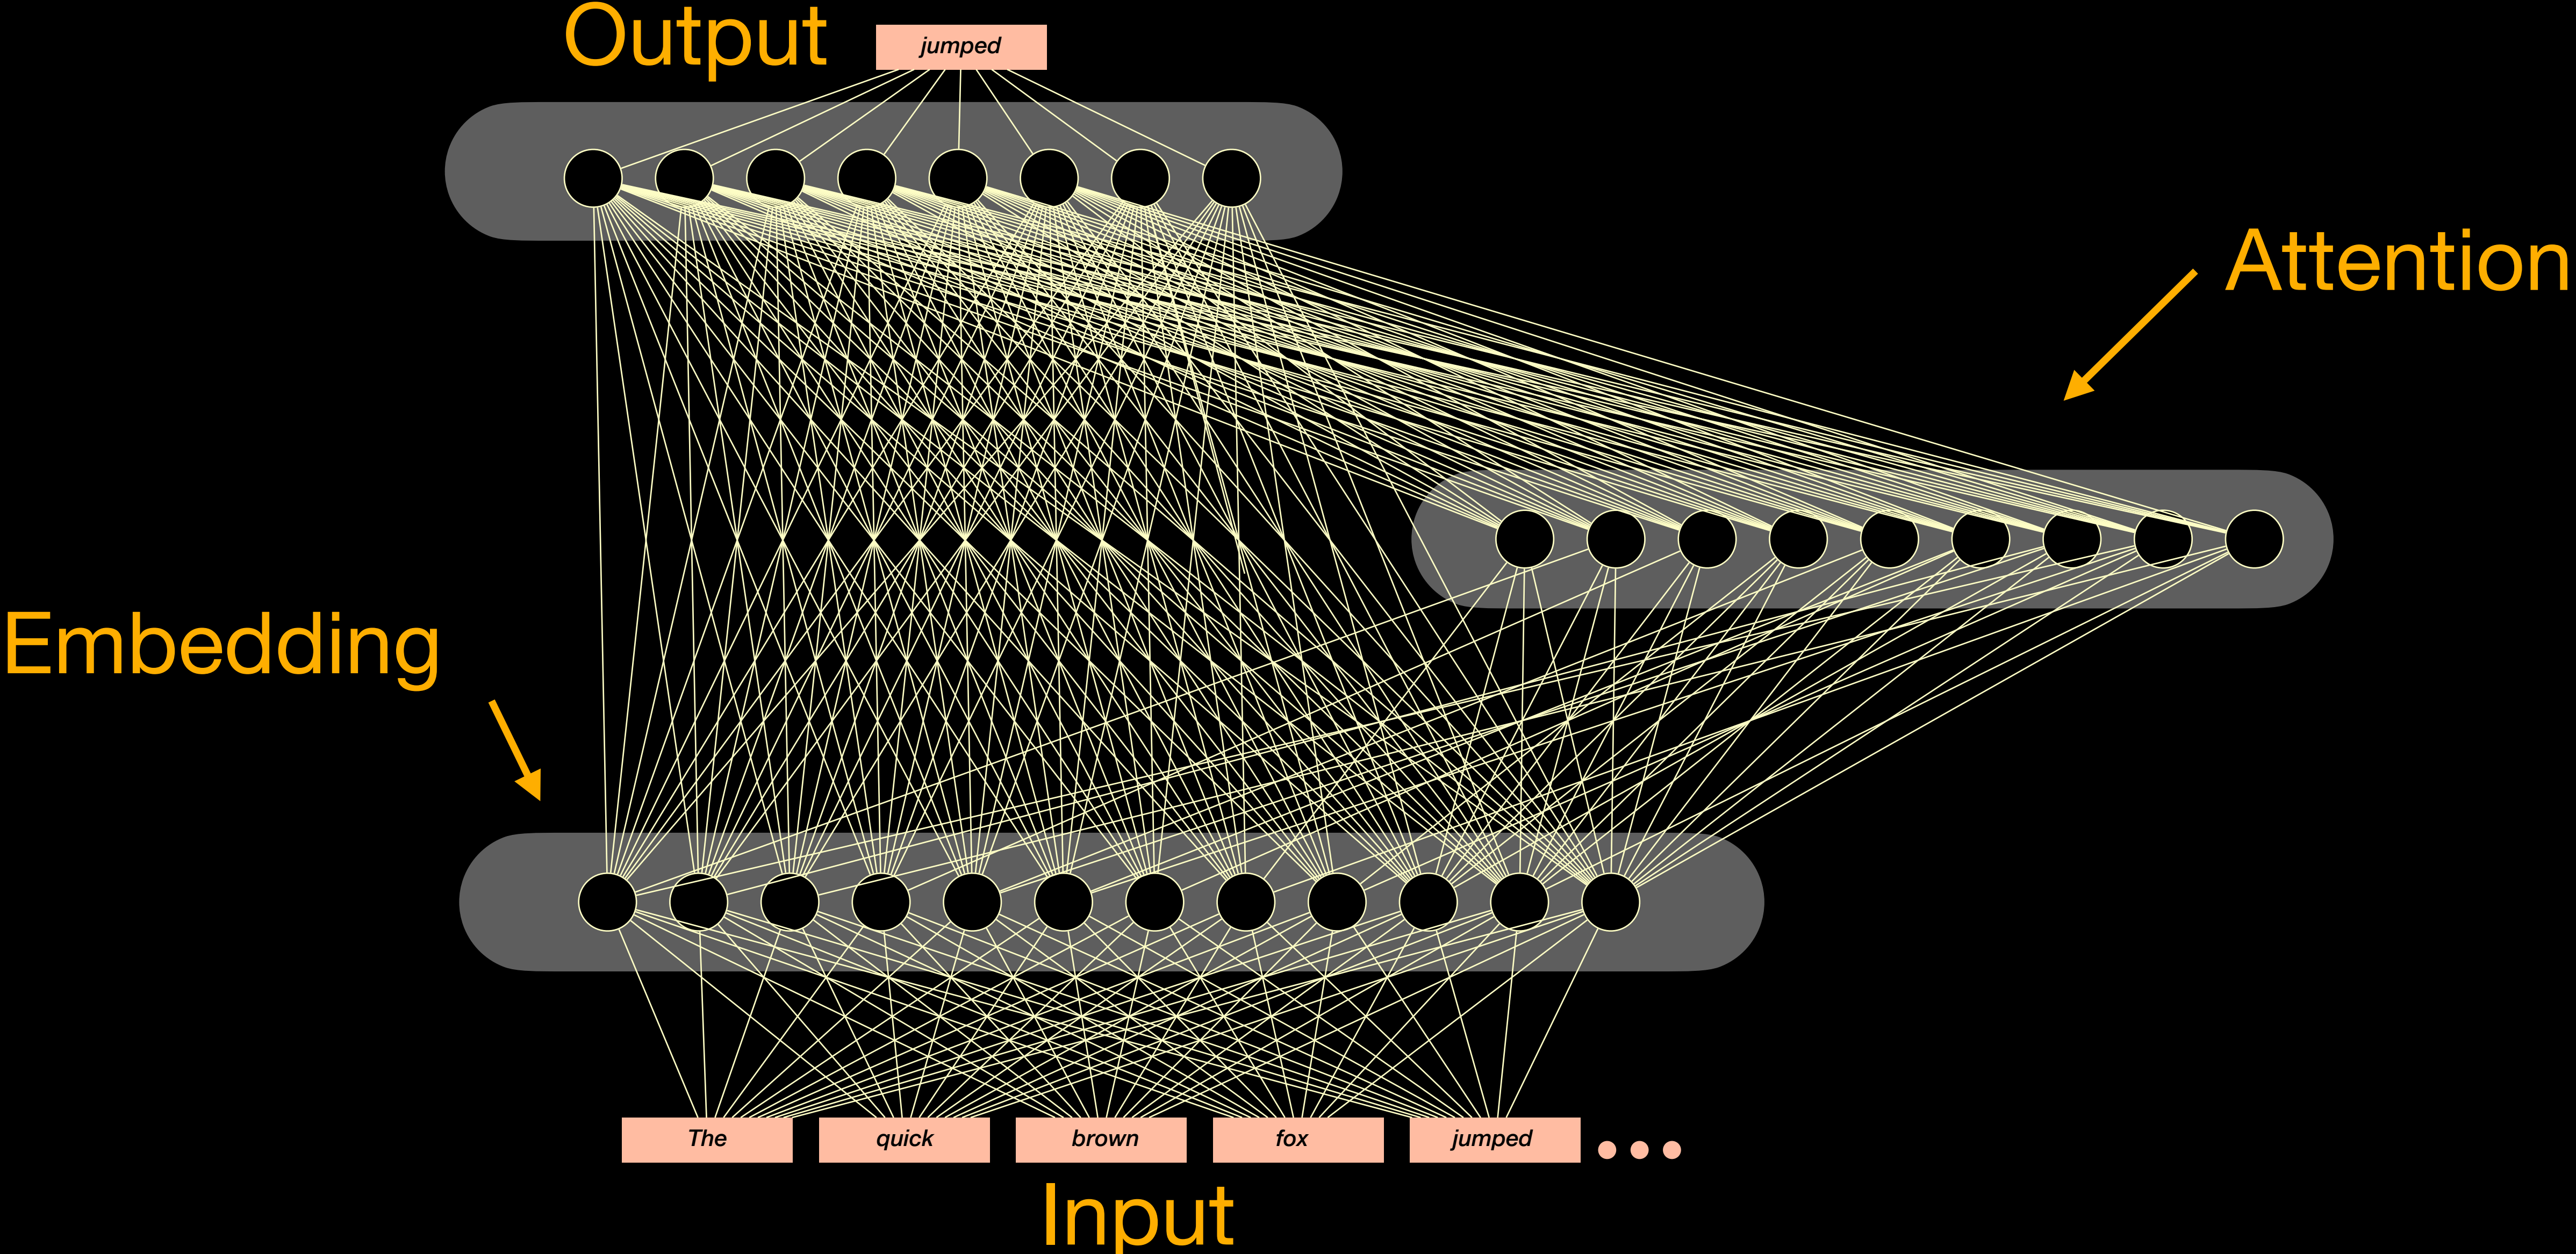 Output
jumped
Attention
Embedding
The
quick
brown
fox
jumped
Input